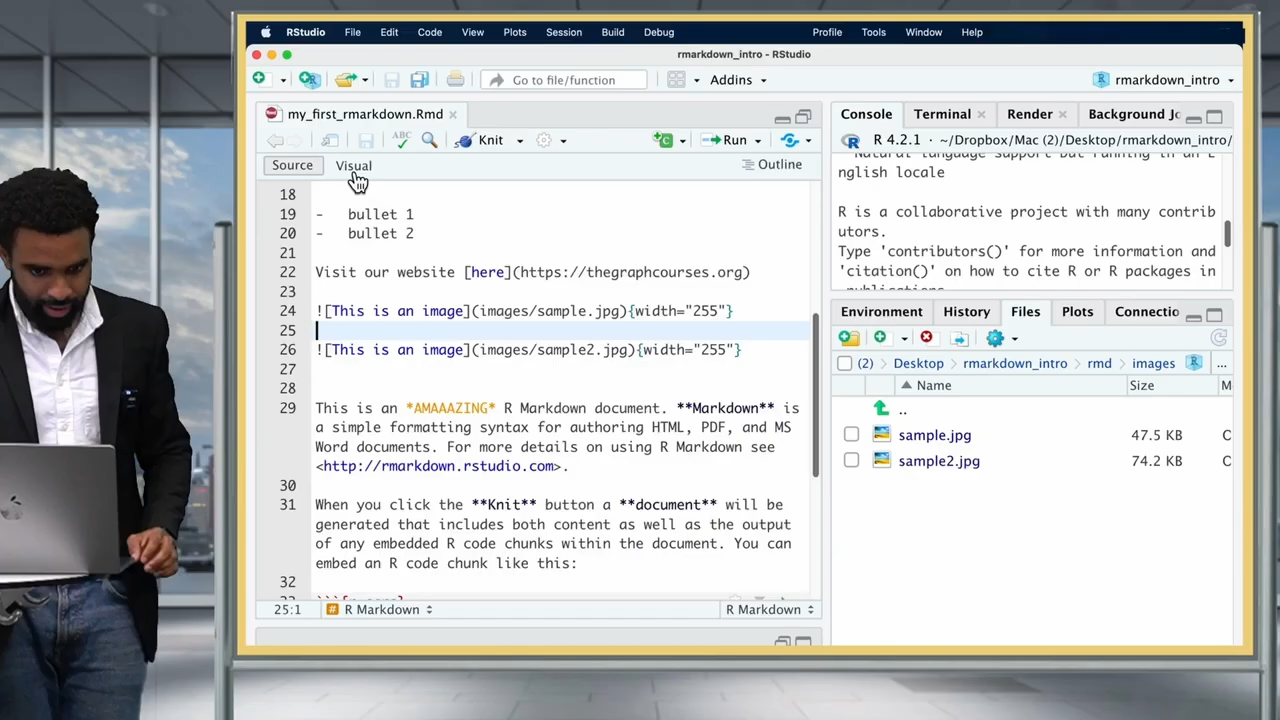 RStudio File Edit Code View Plots Session Build Debug Profile Tools Window Help
rmarkdown_intro - RStudio
Go to file/function Addins rmarkdown_intro
my_first_rmarkdown.Rmd
ABC Knit Run
Source Visual Outline
18
19 - bullet 1
20 - bullet 2
21
22 Visit our website [here](https://thegraphcourses.org)
23
24 ![This is an image](images/sample.jpg){width="255"}
25
26 ![This is an image](images/sample2.jpg){width="255"}
27
28
29 This is an *AMAAAZING* R Markdown document. **Markdown** is
a simple formatting syntax for authoring HTML, PDF, and MS
Word documents. For more details on using R Markdown see
<http://rmarkdown.rstudio.com>.
30
31 When you click the **Knit** button a **document** will be
generated that includes both content as well as the output
of any embedded R code chunks within the document. You can
embed an R code chunk like this:
32
25:1 # R Markdown R Markdown
Console Terminal Render Background Jo
R 4.2.1 · ~/Dropbox/Mac (2)/Desktop/rmarkdown_intro/
Natural language support but running in an E
nglish locale
R is a collaborative project with many contrib
utors.
Type 'contributors()' for more information and
'citation()' on how to cite R or R packages in
publications.
Environment History Files Plots Connectio
(2) Desktop rmarkdown_intro rmd images ...
Name Size M
..
sample.jpg 47.5 KB C
sample2.jpg 74.2 KB C